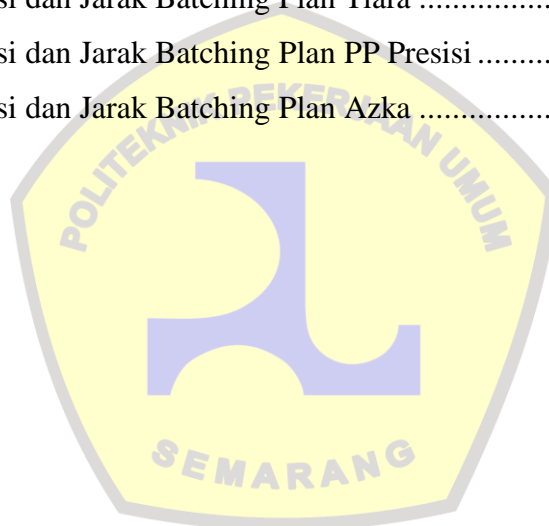 si dan Jarak Batching Plan Tiara ...................
si dan Jarak Batching Plan PP Presisi ..........
si dan Jarak Batching Plan Azka ..................
POLITEKNIK PEKERJAAN UMUM
SEMARANG